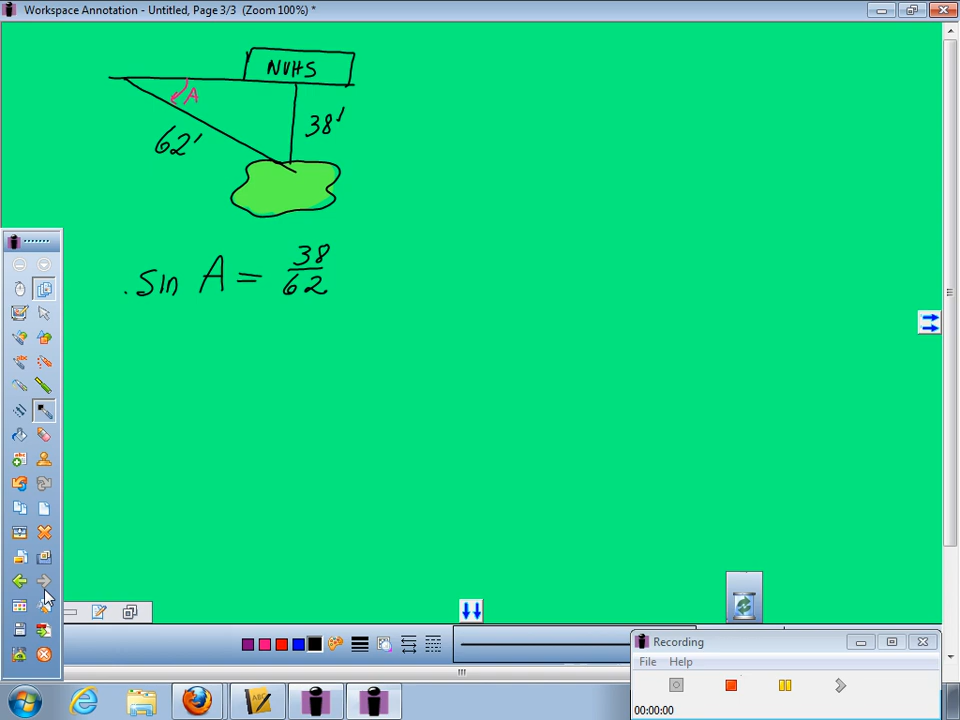 Workspace Annotation - Untitled, Page 3/3 (Zoom 100%) *
NVHS
A
38'
62'
sin A = 38/62
Recording
File Help
00:00:00